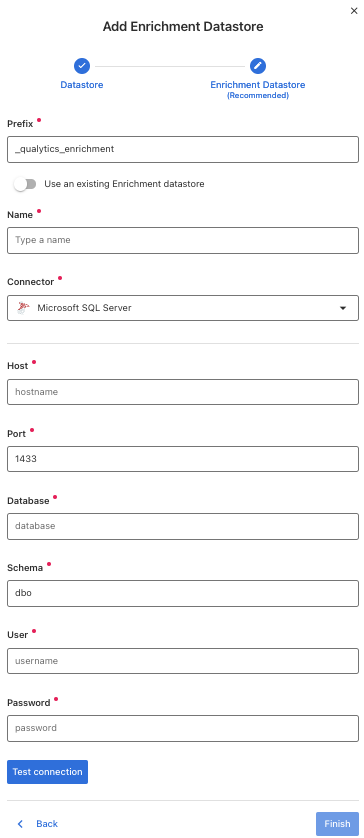 Add Enrichment Datastore
Datastore
Enrichment Datastore
(Recommended)
Prefix
_qualytics_enrichment
Use an existing Enrichment datastore
Name
Type a name
Connector
Microsoft SQL Server
Host
hostname
Port
1433
Database
database
Schema
dbo
User
username
Password
password
Test connection
Back
Finish